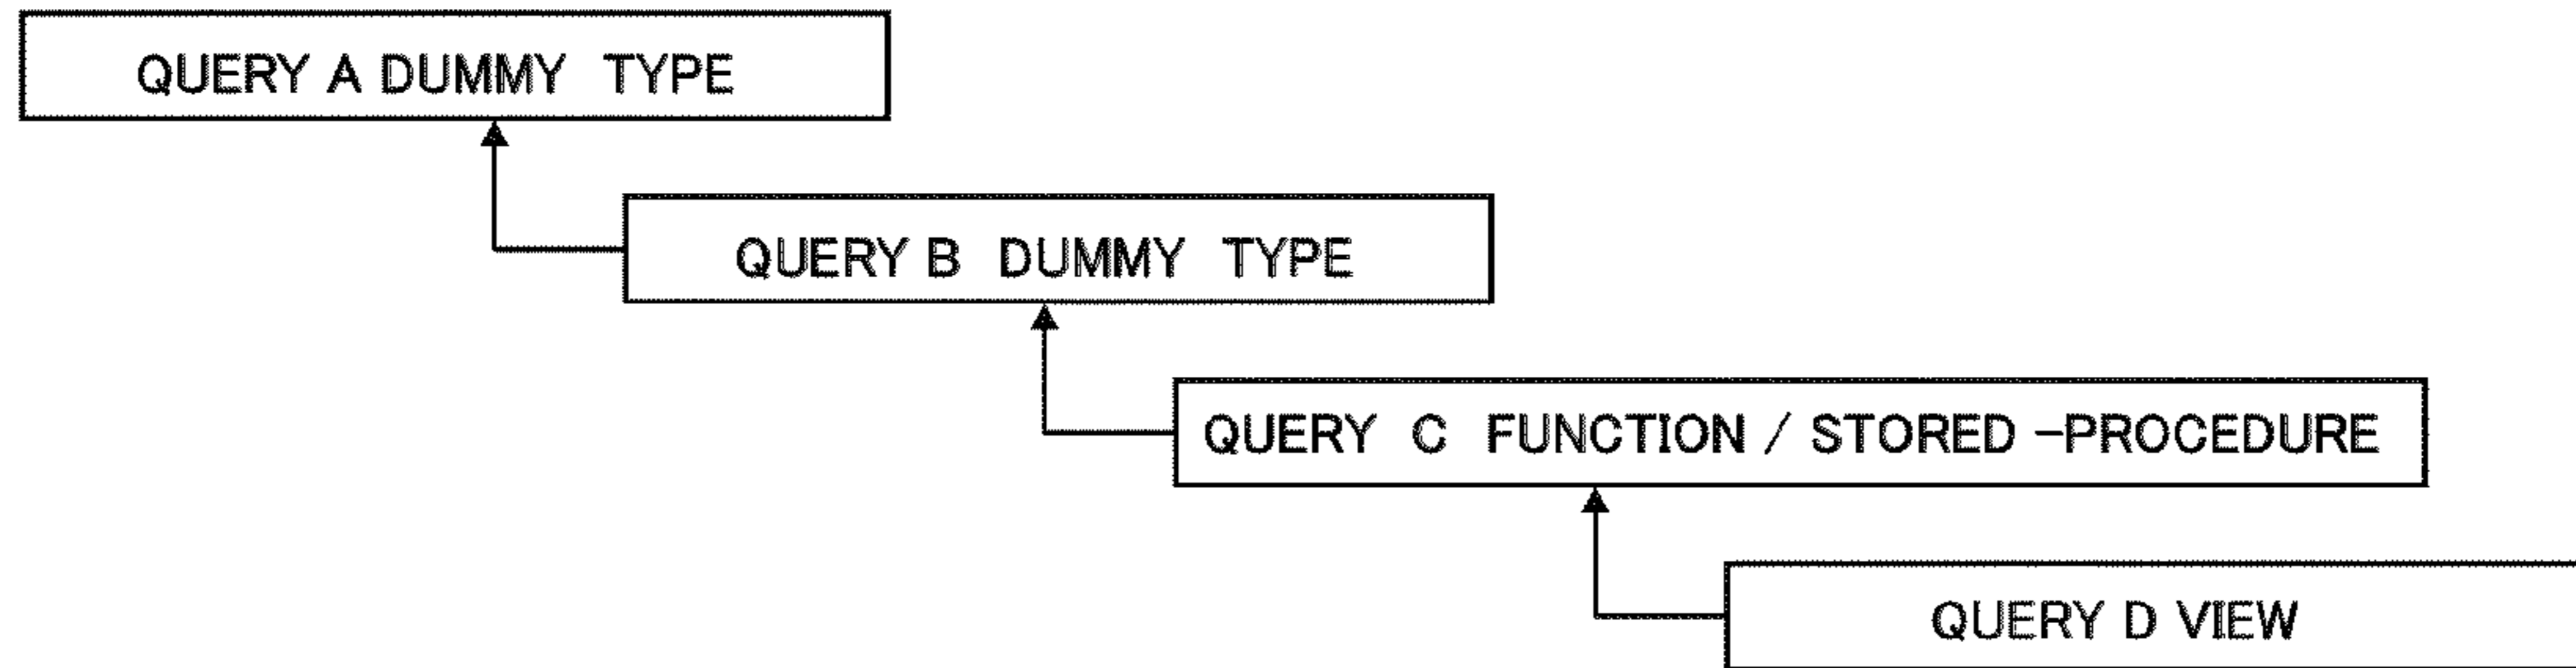 QUERY A DUMMY TYPE
QUERY B DUMMY TYPE
QUERY C FUNCTION / STORED -PROCEDURE
QUERY D VIEW